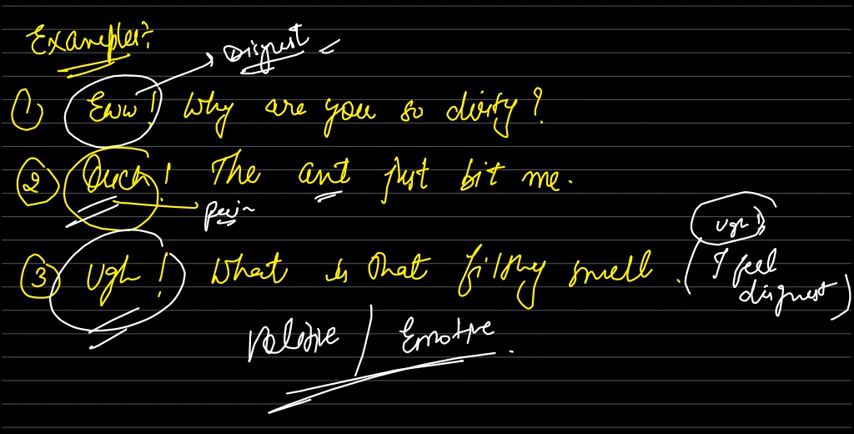 Examples:
Disgust
① Eww! Why are you so dirty?
② Ouch! The ant just bit me.
pain
③ Ugh! What is that filthy smell.
(Ugh!
I feel
disgust)
/ Emotive.